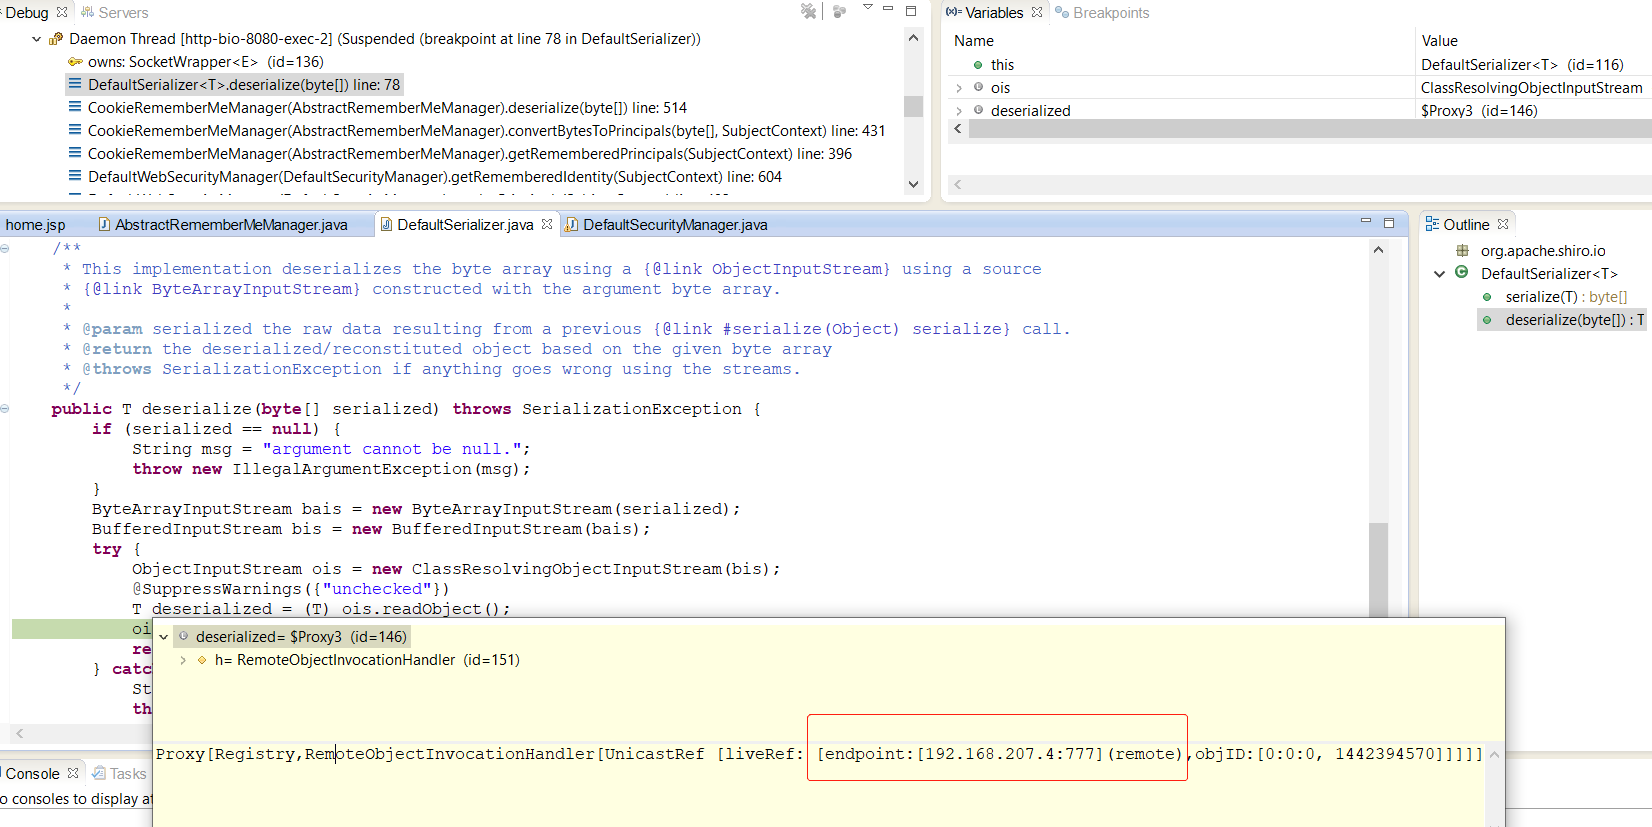 Debug
Servers
Daemon Thread [http-bio-8080-exec-2] (Suspended (breakpoint at line 78 in DefaultSerializer))
owns: SocketWrapper<E> (id=136)
DefaultSerializer<T>.deserialize(byte[]) line: 78
CookieRememberMeManager(AbstractRememberMeManager).deserialize(byte[]) line: 514
CookieRememberMeManager(AbstractRememberMeManager).convertBytesToPrincipals(byte[], SubjectContext) line: 431
CookieRememberMeManager(AbstractRememberMeManager).getRememberedPrincipals(SubjectContext) line: 396
DefaultWebSecurityManager(DefaultSecurityManager).getRememberedIdentity(SubjectContext) line: 604
(x)= Variables
Breakpoints
Name Value
this DefaultSerializer<T> (id=116)
ois ClassResolvingObjectInputStream
deserialized $Proxy3 (id=146)
home.jsp
AbstractRememberMeManager.java
DefaultSerializer.java
DefaultSecurityManager.java
/**
* This implementation deserializes the byte array using a {@link ObjectInputStream} using a source
* {@link ByteArrayInputStream} constructed with the argument byte array.
*
* @param serialized the raw data resulting from a previous {@link #serialize(Object) serialize} call.
* @return the deserialized/reconstituted object based on the given byte array
* @throws SerializationException if anything goes wrong using the streams.
*/
public T deserialize(byte[] serialized) throws SerializationException {
if (serialized == null) {
String msg = "argument cannot be null.";
throw new IllegalArgumentException(msg);
}
ByteArrayInputStream bais = new ByteArrayInputStream(serialized);
BufferedInputStream bis = new BufferedInputStream(bais);
try {
ObjectInputStream ois = new ClassResolvingObjectInputStream(bis);
@SuppressWarnings({"unchecked"})
T deserialized = (T) ois.readObject();
oi
re
} catc
St
th
deserialized= $Proxy3 (id=146)
h= RemoteObjectInvocationHandler (id=151)
Proxy[Registry,RemoteObjectInvocationHandler[UnicastRef [liveRef: [endpoint:[192.168.207.4:777](remote),objID:[0:0:0, 1442394570]]]]]
Outline
org.apache.shiro.io
DefaultSerializer<T>
serialize(T) : byte[]
deserialize(byte[]) : T
Console
Tasks
o consoles to display at